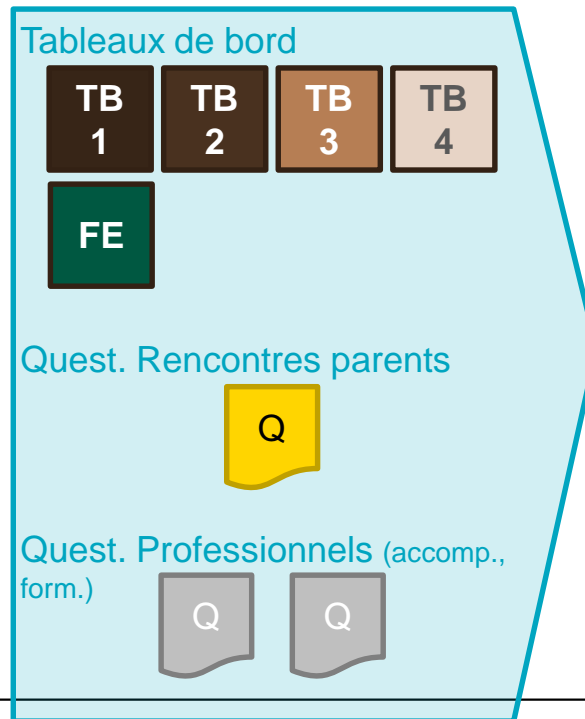 Tableaux de bord
TB 1
TB 2
TB 3
TB 4
FE
Quest. Rencontres parents
Q
Quest. Professionnels (accomp.,
form.)
Q
Q